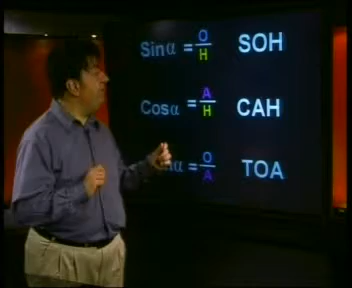 Sinα = O/H SOH
Cosα = A/H CAH
α = O/A TOA